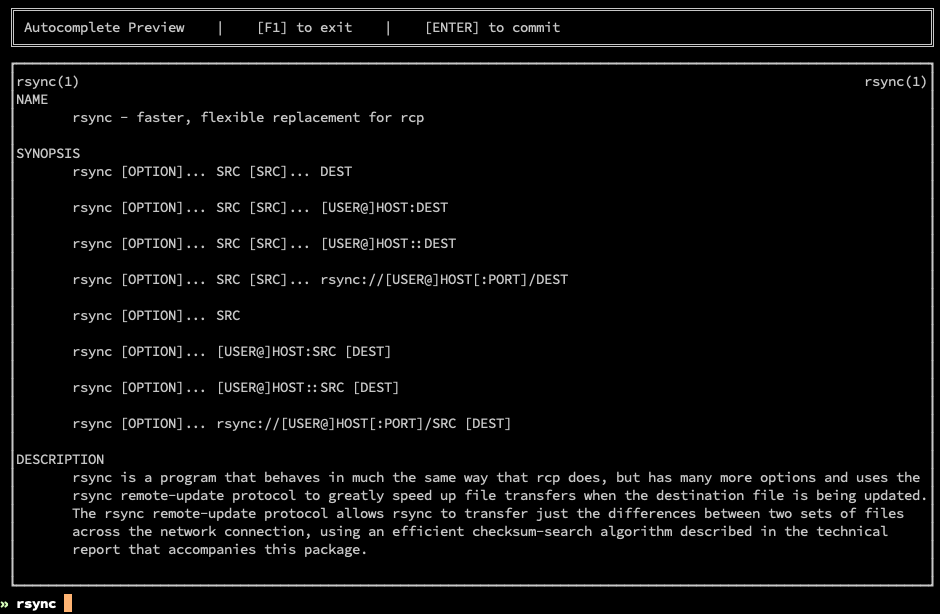 Autocomplete Preview | [F1] to exit | [ENTER] to commit
rsync(1) rsync(1)
NAME
rsync - faster, flexible replacement for rcp
SYNOPSIS
rsync [OPTION]... SRC [SRC]... DEST
rsync [OPTION]... SRC [SRC]... [USER@]HOST:DEST
rsync [OPTION]... SRC [SRC]... [USER@]HOST::DEST
rsync [OPTION]... SRC [SRC]... rsync://[USER@]HOST[:PORT]/DEST
rsync [OPTION]... SRC
rsync [OPTION]... [USER@]HOST:SRC [DEST]
rsync [OPTION]... [USER@]HOST::SRC [DEST]
rsync [OPTION]... rsync://[USER@]HOST[:PORT]/SRC [DEST]
DESCRIPTION
rsync is a program that behaves in much the same way that rcp does, but has many more options and uses the
rsync remote-update protocol to greatly speed up file transfers when the destination file is being updated.
The rsync remote-update protocol allows rsync to transfer just the differences between two sets of files
across the network connection, using an efficient checksum-search algorithm described in the technical
report that accompanies this package.
» rsync